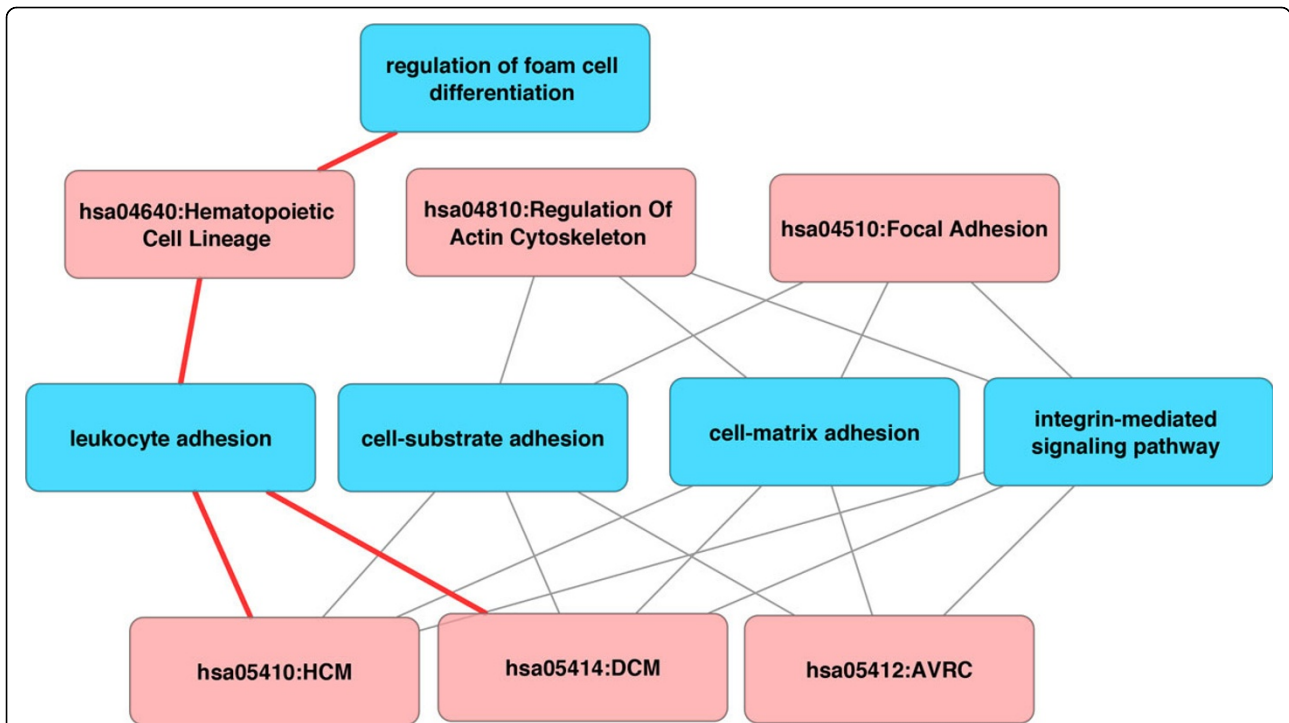 regulation of foam cell
differentiation
hsa04640:Hematopoietic
Cell Lineage
hsa04810:Regulation Of
Actin Cytoskeleton
hsa04510:Focal Adhesion
leukocyte adhesion
cell-substrate adhesion
cell-matrix adhesion
integrin-mediated
signaling pathway
hsa05410:HCM
hsa05414:DCM
hsa05412:AVRC